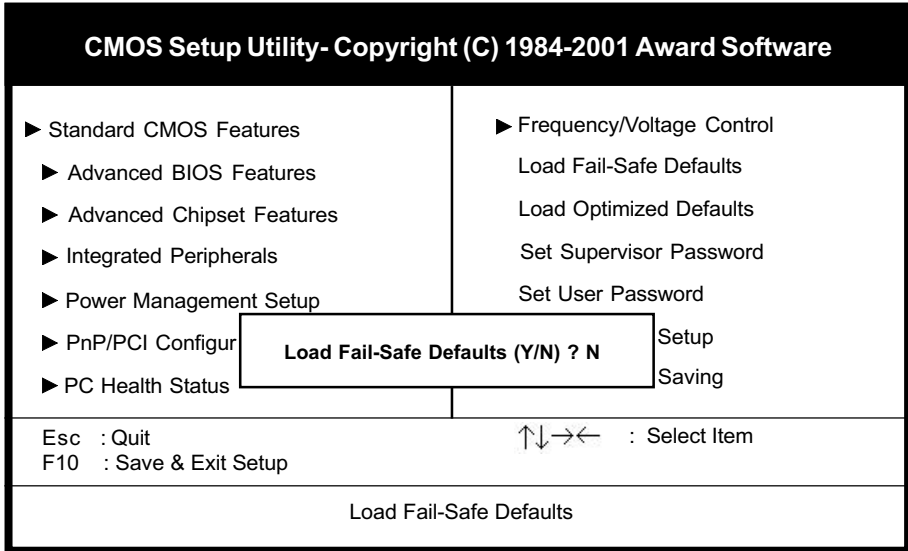 CMOS Setup Utility- Copyright (C) 1984-2001 Award Software
Standard CMOS Features
Advanced BIOS Features
Advanced Chipset Features
Integrated Peripherals
Power Management Setup
PnP/PCI Configur
PC Health Status
Frequency/Voltage Control
Load Fail-Safe Defaults
Load Optimized Defaults
Set Supervisor Password
Set User Password
Setup
Saving
Load Fail-Safe Defaults (Y/N) ? N
Esc : Quit
F10 : Save & Exit Setup
↑↓→← : Select Item
Load Fail-Safe Defaults